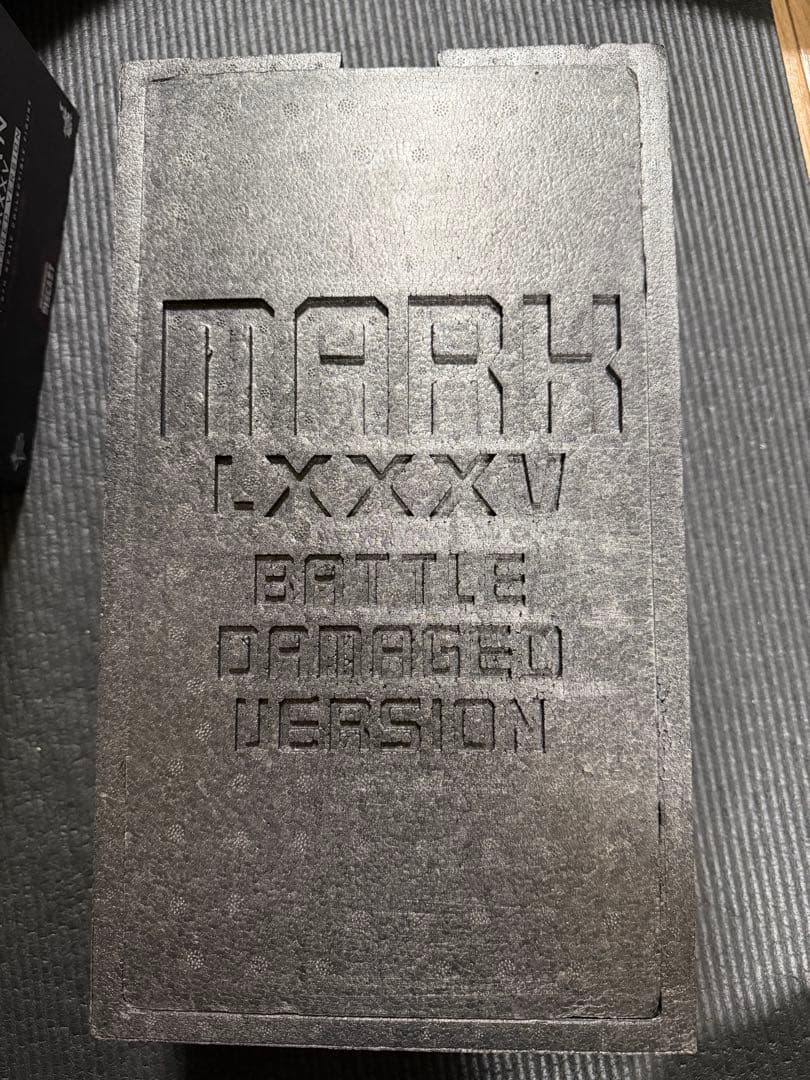 MARK
LXXXV
BATTLE
DAMAGED
VERSION